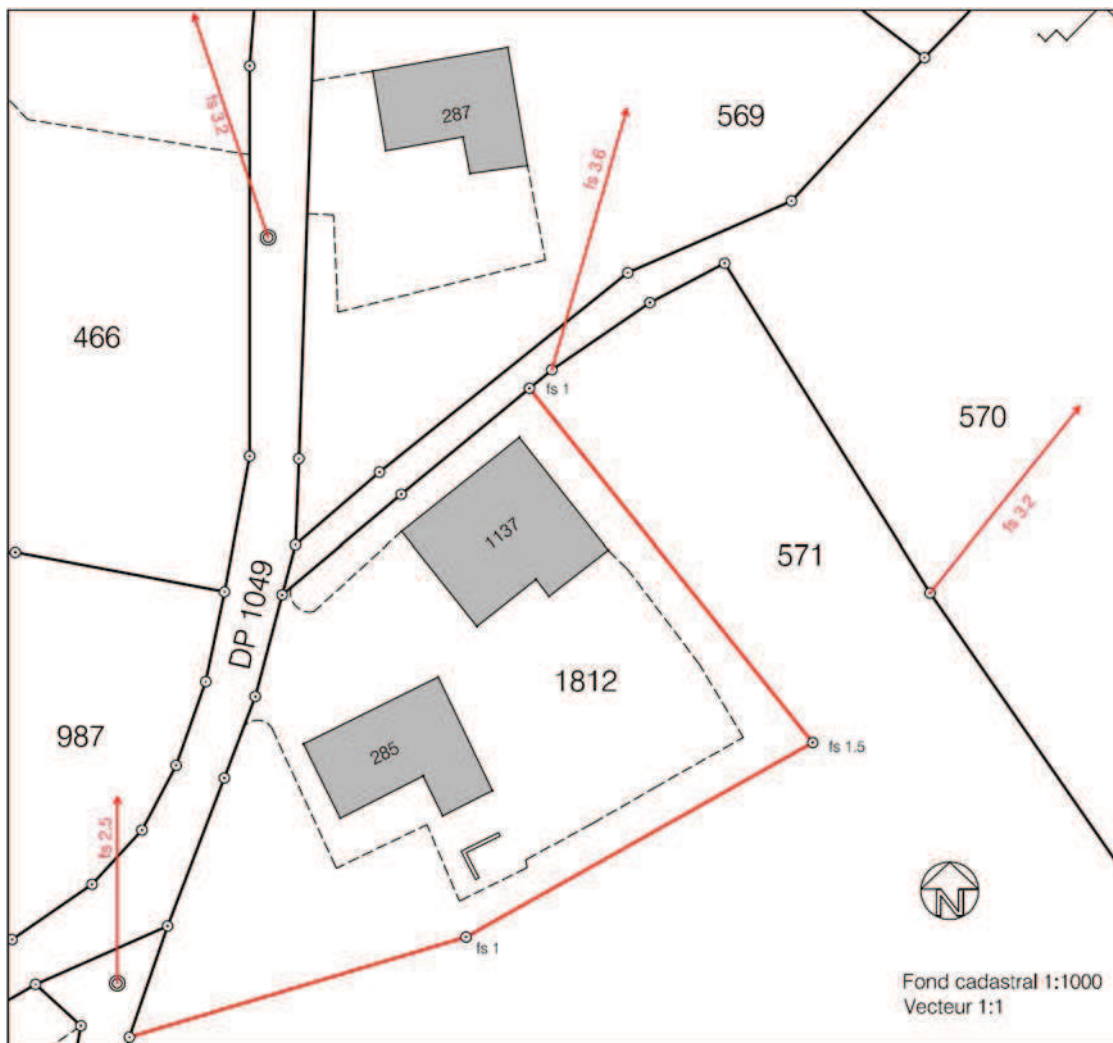 fs 3.2
287
569
fs 3.6
466
fs 1
570
fs 3.2
1137
571
DP 1049
1812
987
285
fs 1.5
fs 2.5
fs 1
N
Fond cadastral 1:1000
Vecteur 1:1